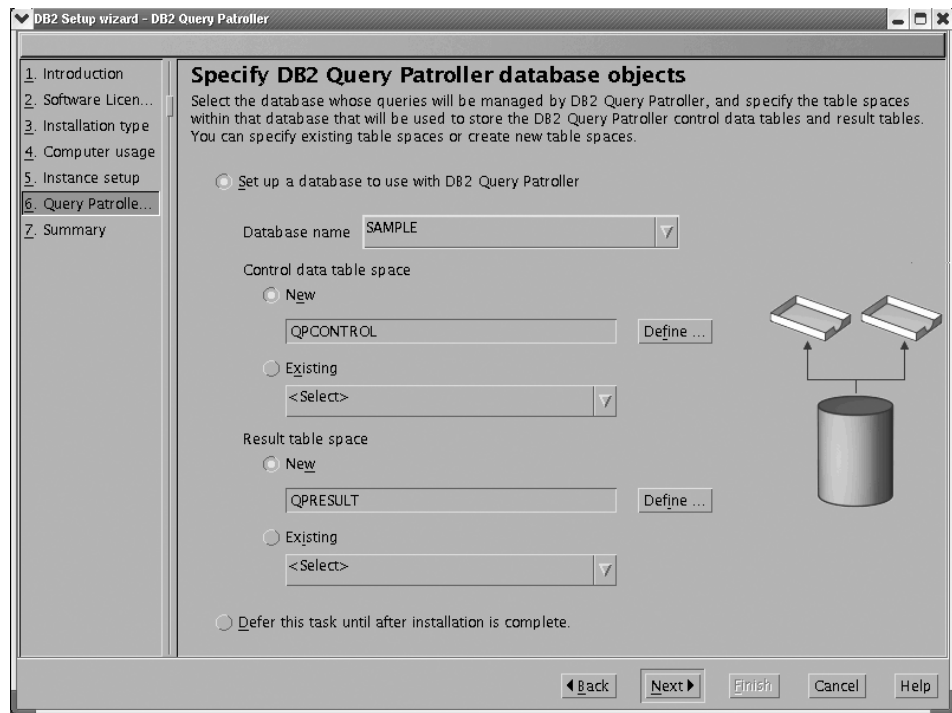 DB2 Setup wizard - DB2 Query Patroller
1. Introduction
2. Software Licen...
3. Installation type
4. Computer usage
5. Instance setup
6. Query Patrolle...
7. Summary
Specify DB2 Query Patroller database objects
Select the database whose queries will be managed by DB2 Query Patroller, and specify the table spaces
within that database that will be used to store the DB2 Query Patroller control data tables and result tables.
You can specify existing table spaces or create new table spaces.
Set up a database to use with DB2 Query Patroller
Database name SAMPLE
Control data table space
New
QPCONTROL Define ...
Existing
<Select>
Result table space
New
QPRESULT Define ...
Existing
<Select>
Defer this task until after installation is complete.
Back Next Finish Cancel Help